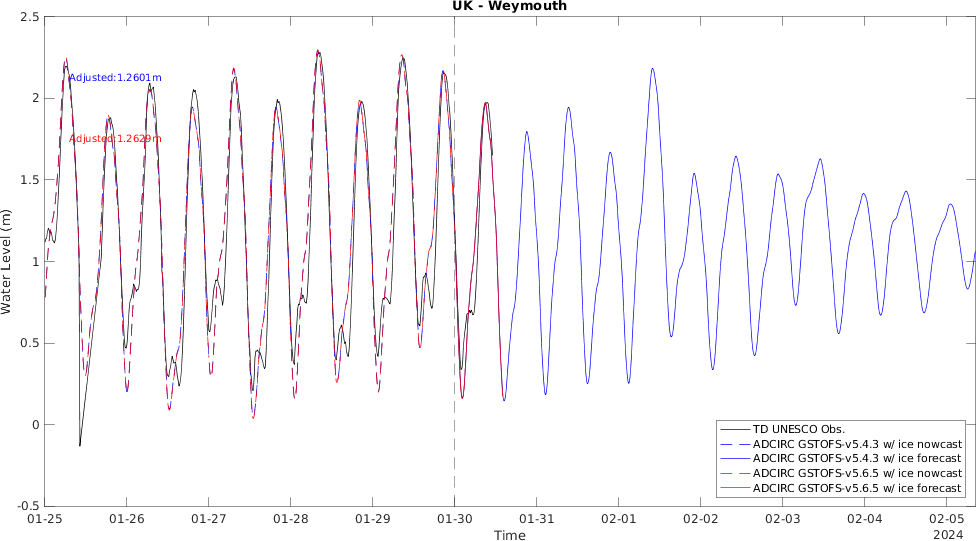 UK - Weymouth
2.5
2
1.5
1
0.5
0
-0.5
Water Level (m)
Adjusted:1.2601m
Adjusted:1.2629m
TD UNESCO Obs.
ADCIRC GSTOFS-v5.4.3 w/ ice nowcast
ADCIRC GSTOFS-v5.4.3 w/ ice forecast
ADCIRC GSTOFS-v5.6.5 w/ ice nowcast
ADCIRC GSTOFS-v5.6.5 w/ ice forecast
01-25 01-26 01-27 01-28 01-29 01-30 01-31 02-01 02-02 02-03 02-04 02-05
2024
Time